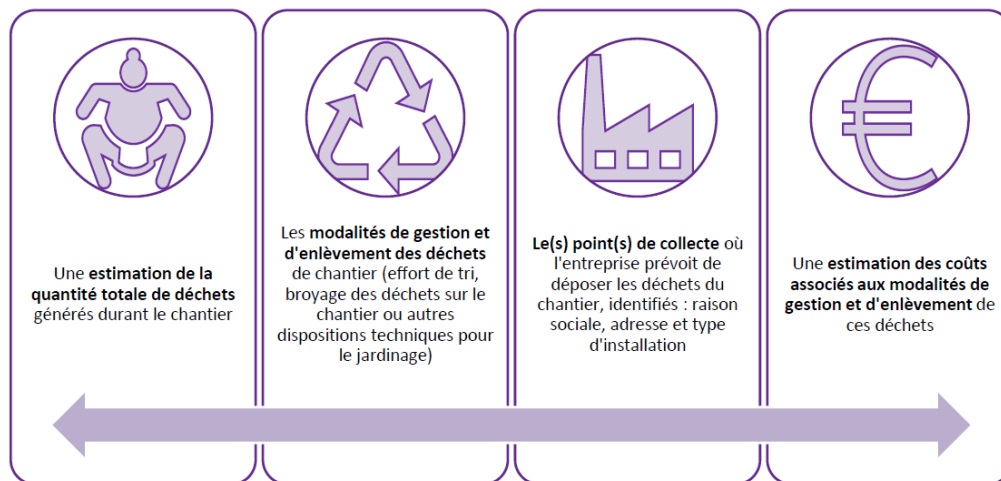 Une estimation de la
quantité totale de déchets
générés durant le chantier
Les modalités de gestion et
d'enlèvement des déchets
de chantier (effort de tri,
broyage des déchets sur le
chantier ou autres
dispositions techniques pour
le jardinage)
Le(s) point(s) de collecte où
l'entreprise prévoit de
déposer les déchets du
chantier, identifiés : raison
sociale, adresse et type
d'installation
Une estimation des coûts
associés aux modalités de
gestion et d'enlèvement de
ces déchets